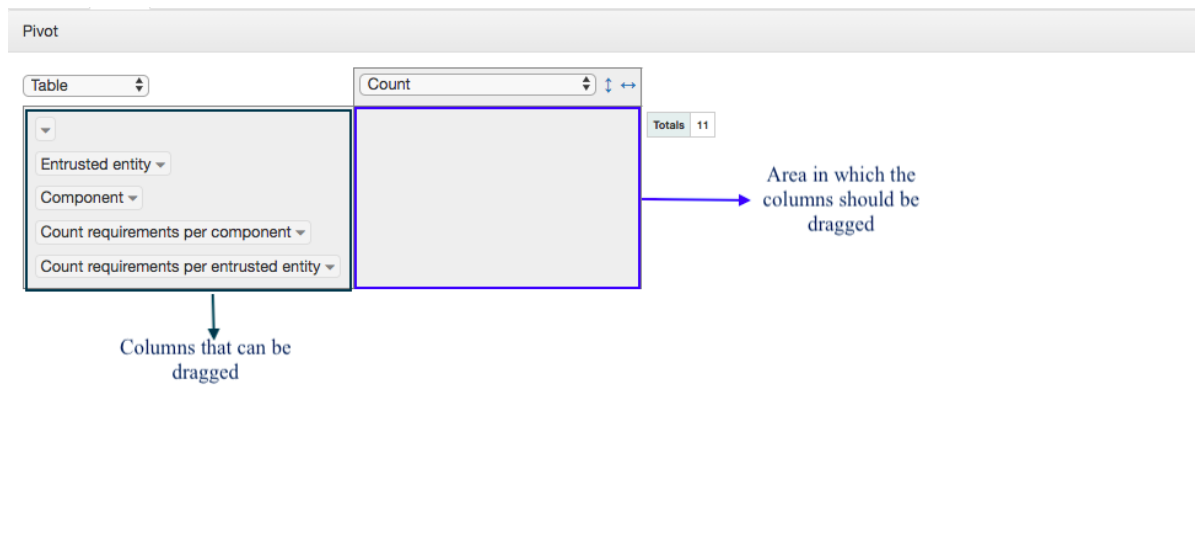 Pivot
Table
Count
Totals 11
Entrusted entity
Component
Count requirements per component
Count requirements per entrusted entity
Area in which the
columns should be
dragged
Columns that can be
dragged